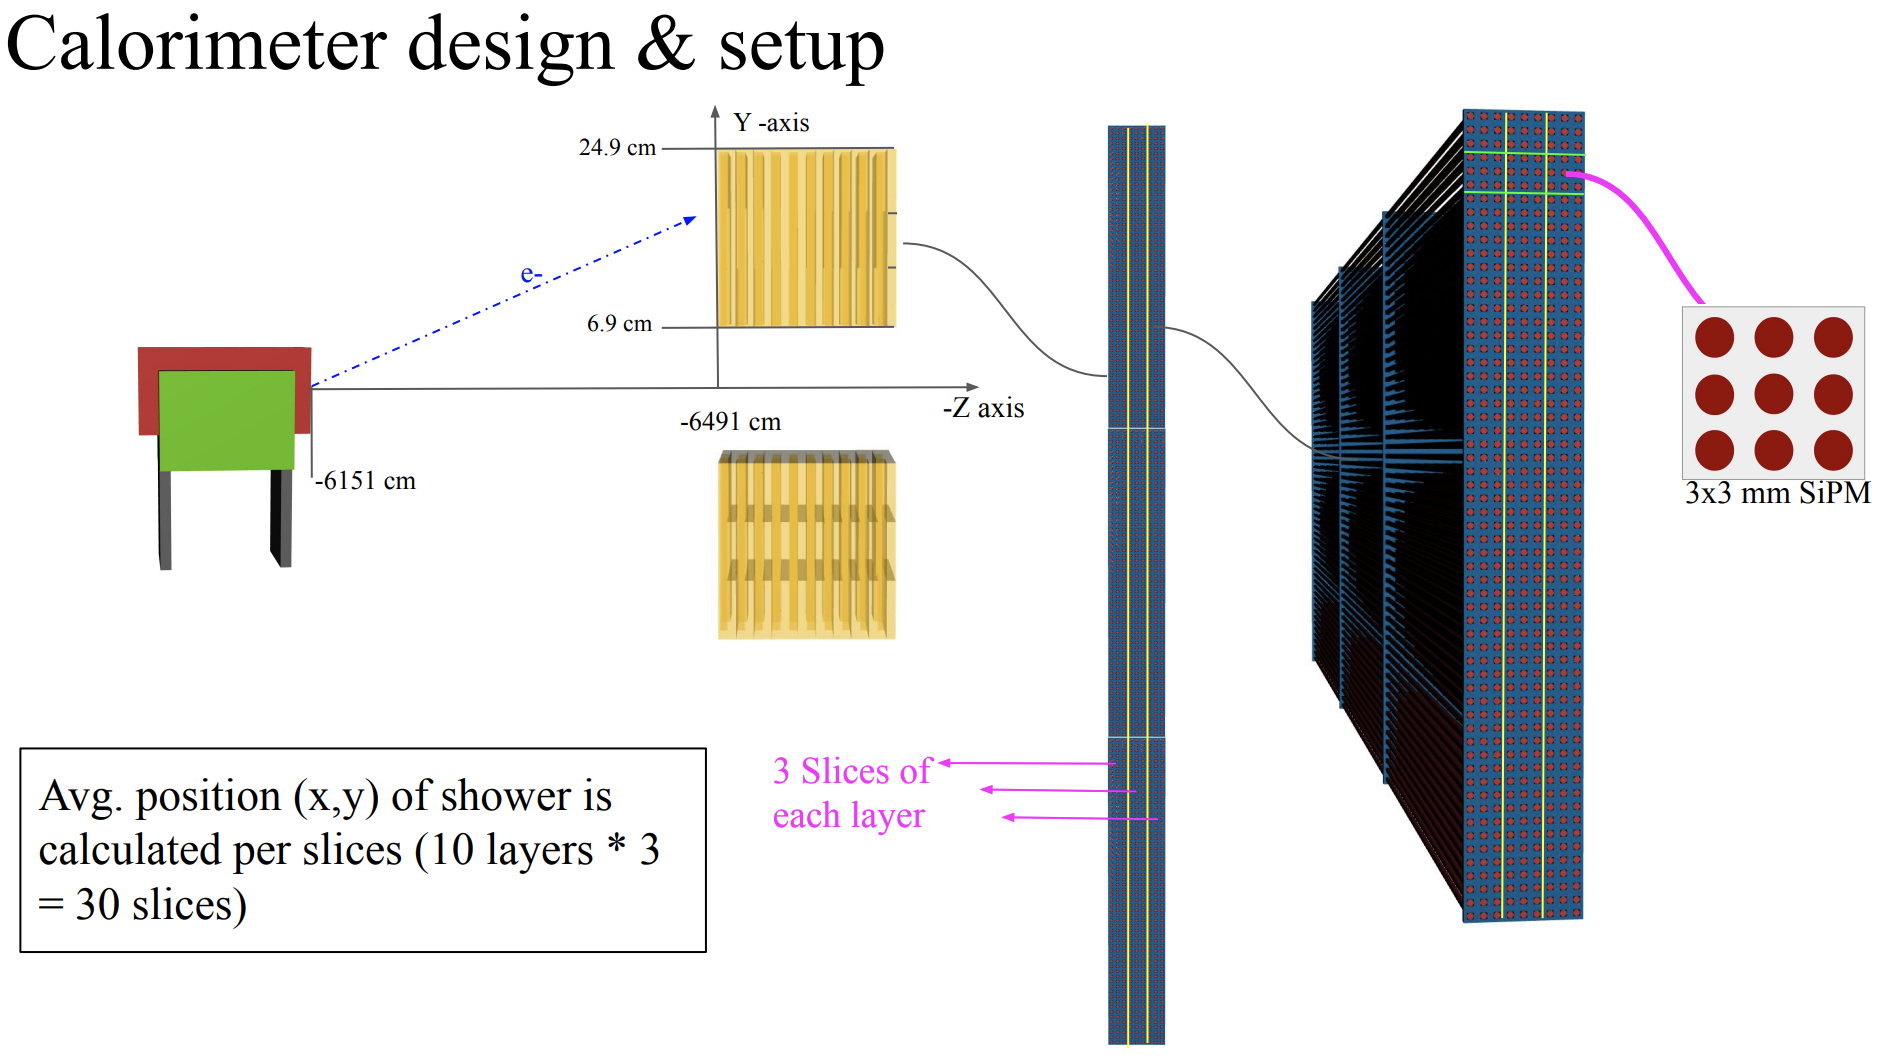 Calorimeter design & setup
Y -axis
24.9 cm
e-
6.9 cm
-Z axis
-6491 cm
-6151 cm
3x3 mm SiPM
3 Slices of
each layer
Avg. position (x,y) of shower is
calculated per slices (10 layers * 3
= 30 slices)